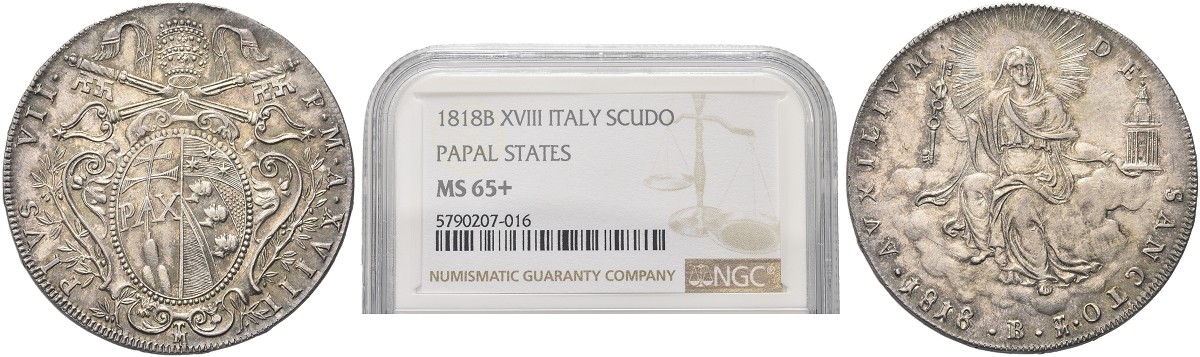 PIVS · VII · P · M · A · XVIII
PAX
TM
1818B XVIII ITALY SCUDO
PAPAL STATES
MS 65+
5790207-016
NUMISMATIC GUARANTY COMPANY NGC
AVXILIVM DE SANCTO
1818 · B